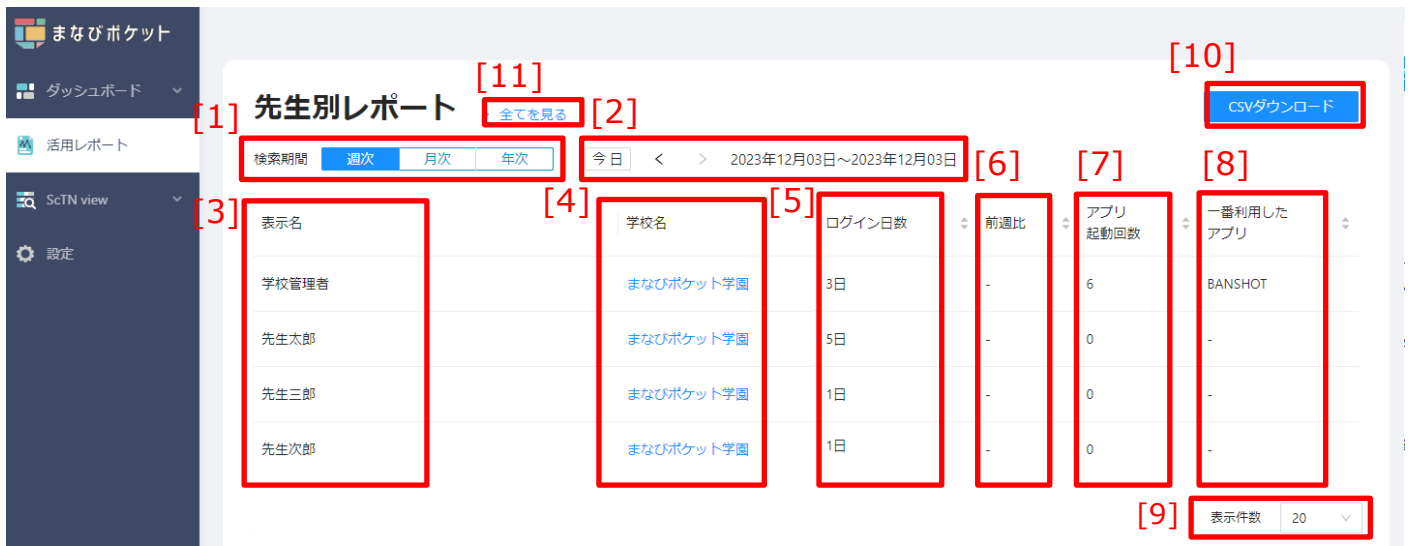 まなびポケット
ダッシュボード
活用レポート
ScTN view
設定
[11]
[10]
先生別レポート
全てを見る
CSVダウンロード
[1]
[2]
検索期間 週次 月次 年次
今日 < > 2023年12月03日～2023年12月03日
[3] [4] [5] [6] [7] [8]
表示名 学校名 ログイン日数 前週比 アプリ起動回数 一番利用したアプリ
学校管理者 まなびポケット学園 3日 - 6 BANSHOT
先生太郎 まなびポケット学園 5日 - 0 -
先生三郎 まなびポケット学園 1日 - 0 -
先生次郎 まなびポケット学園 1日 - 0 -
[9] 表示件数 20